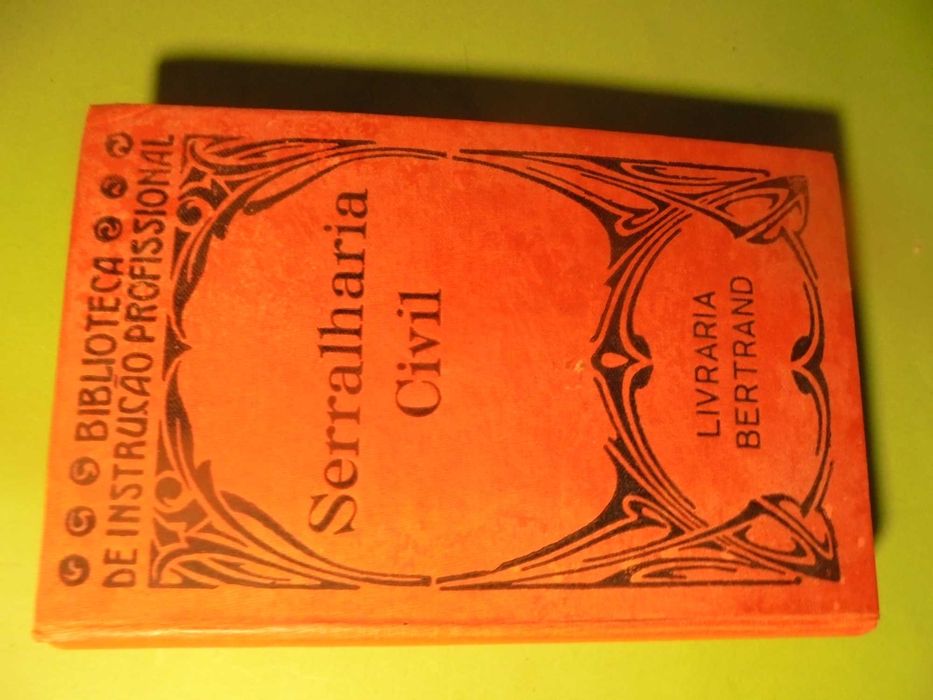 BIBLIOTECA
DE INSTRUÇÃO PROFISSIONAL
Serralharia
Civil
LIVRARIA
BERTRAND